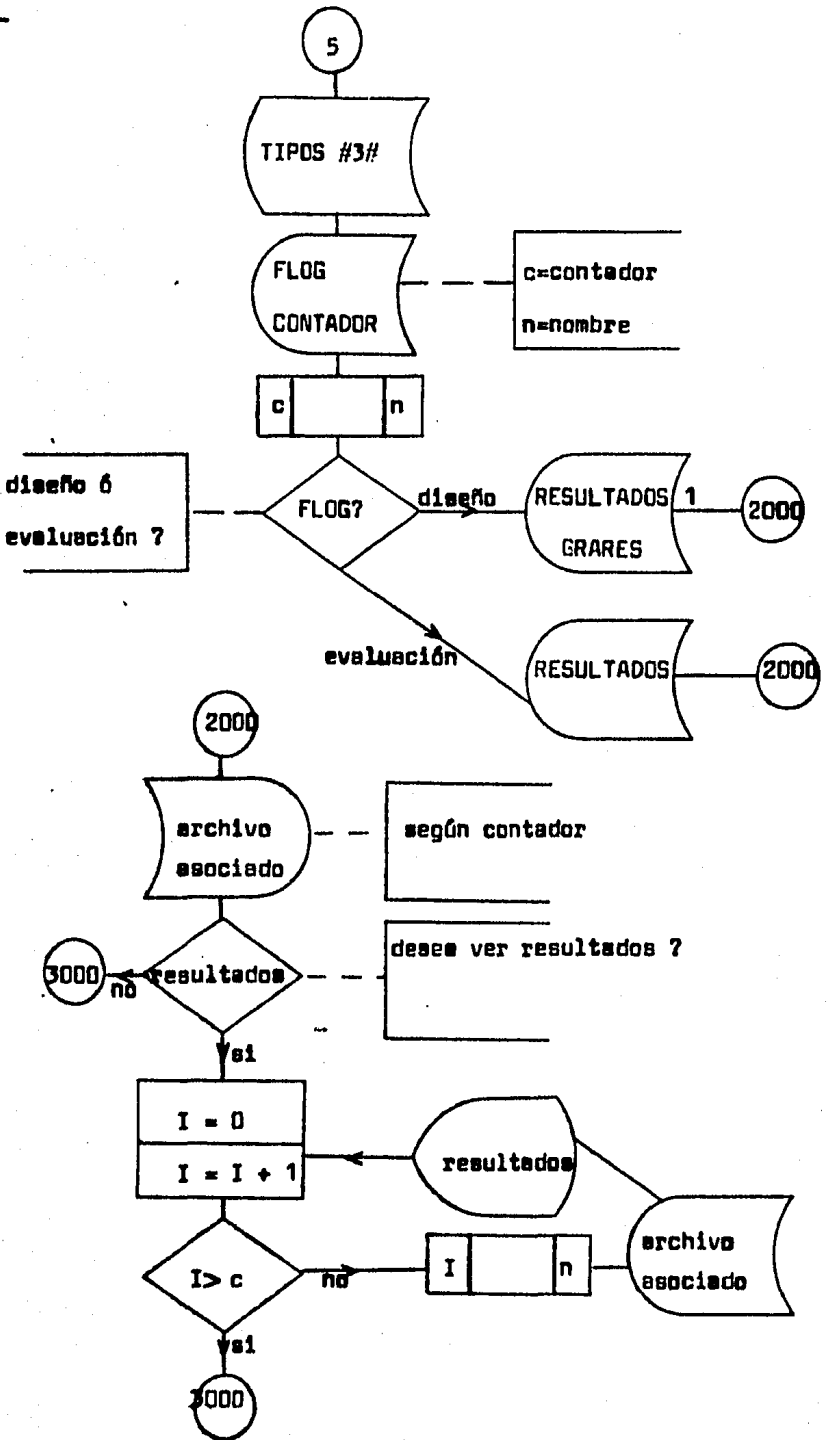 5
TIPOS #3#
FLOG
CONTADOR
c=contador
n=nombre
c
n
diseño ó
evaluación ?
FLOG?
diseño
RESULTADOS 1
GRARES
2000
evaluación
RESULTADOS
2000
2000
archivo
asociado
según contador
desea ver resultados ?
3000
no
resultados
si
I = 0
I = I + 1
resultados
I> c
no
I
n
archivo
asociado
si
3000